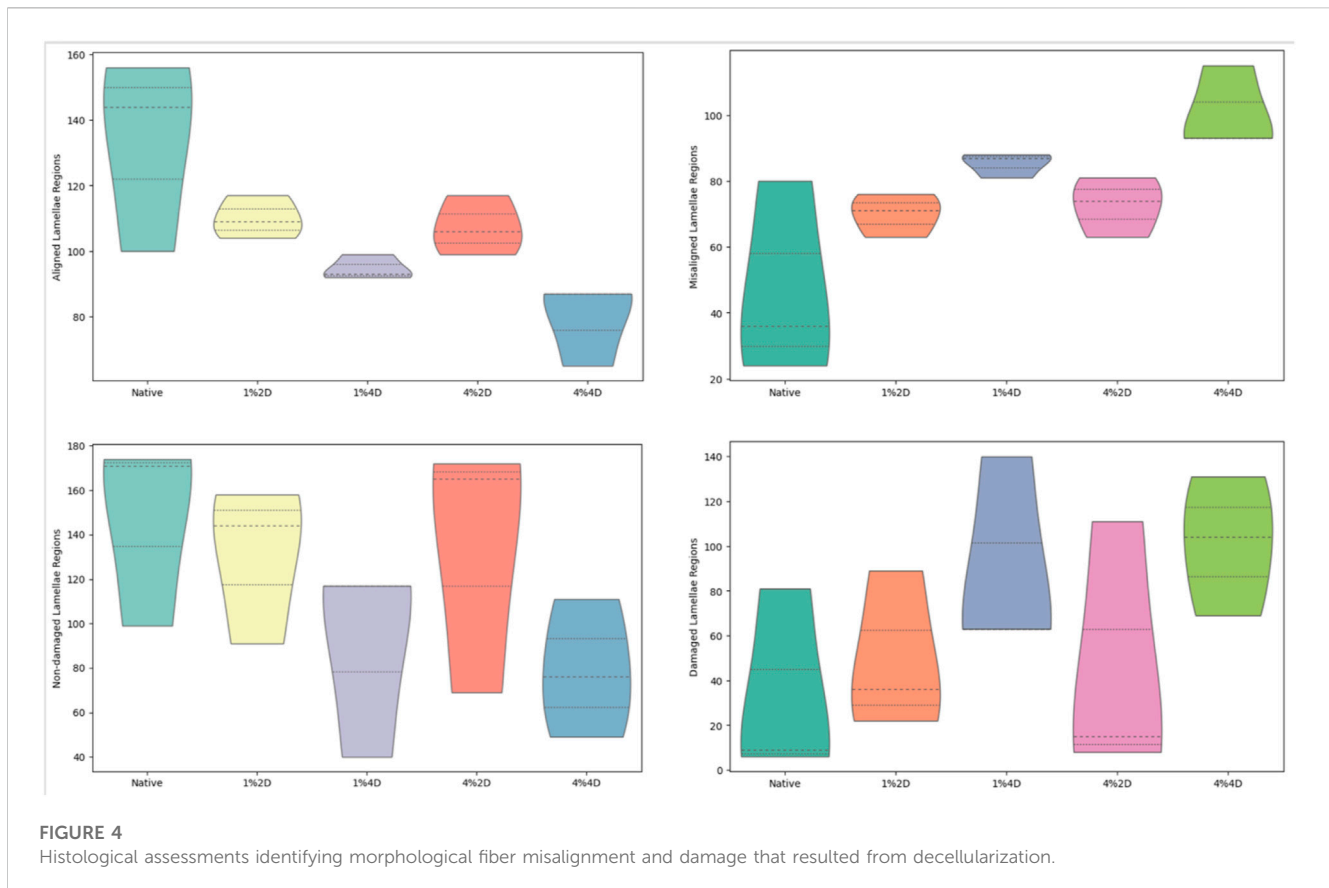 160
140
120
100
80
Aligned Lamellae Regions
Native 1%2D 1%4D 4%2D 4%4D
100
80
60
40
20
Misaligned Lamellae Regions
Native 1%2D 1%4D 4%2D 4%4D
180
160
140
120
100
80
60
40
Non-damaged Lamellae Regions
Native 1%2D 1%4D 4%2D 4%4D
140
120
100
80
60
40
20
0
Damaged Lamellae Regions
Native 1%2D 1%4D 4%2D 4%4D
FIGURE 4
Histological assessments identifying morphological fiber misalignment and damage that resulted from decellularization.